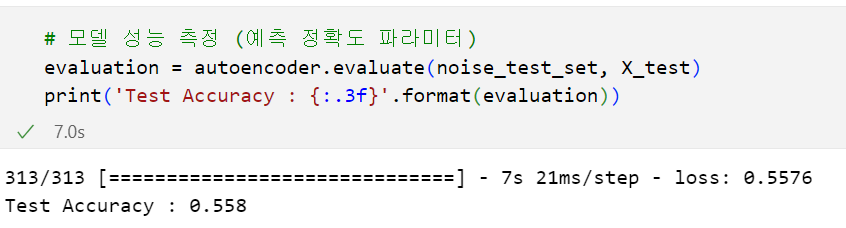 # 모델 성능 측정 (예측 정확도 파라미터)
evaluation = autoencoder.evaluate(noise_test_set, X_test)
print('Test Accuracy : {:.3f}'.format(evaluation))
✓ 7.0s
313/313 [==============================] - 7s 21ms/step - loss: 0.5576
Test Accuracy : 0.558